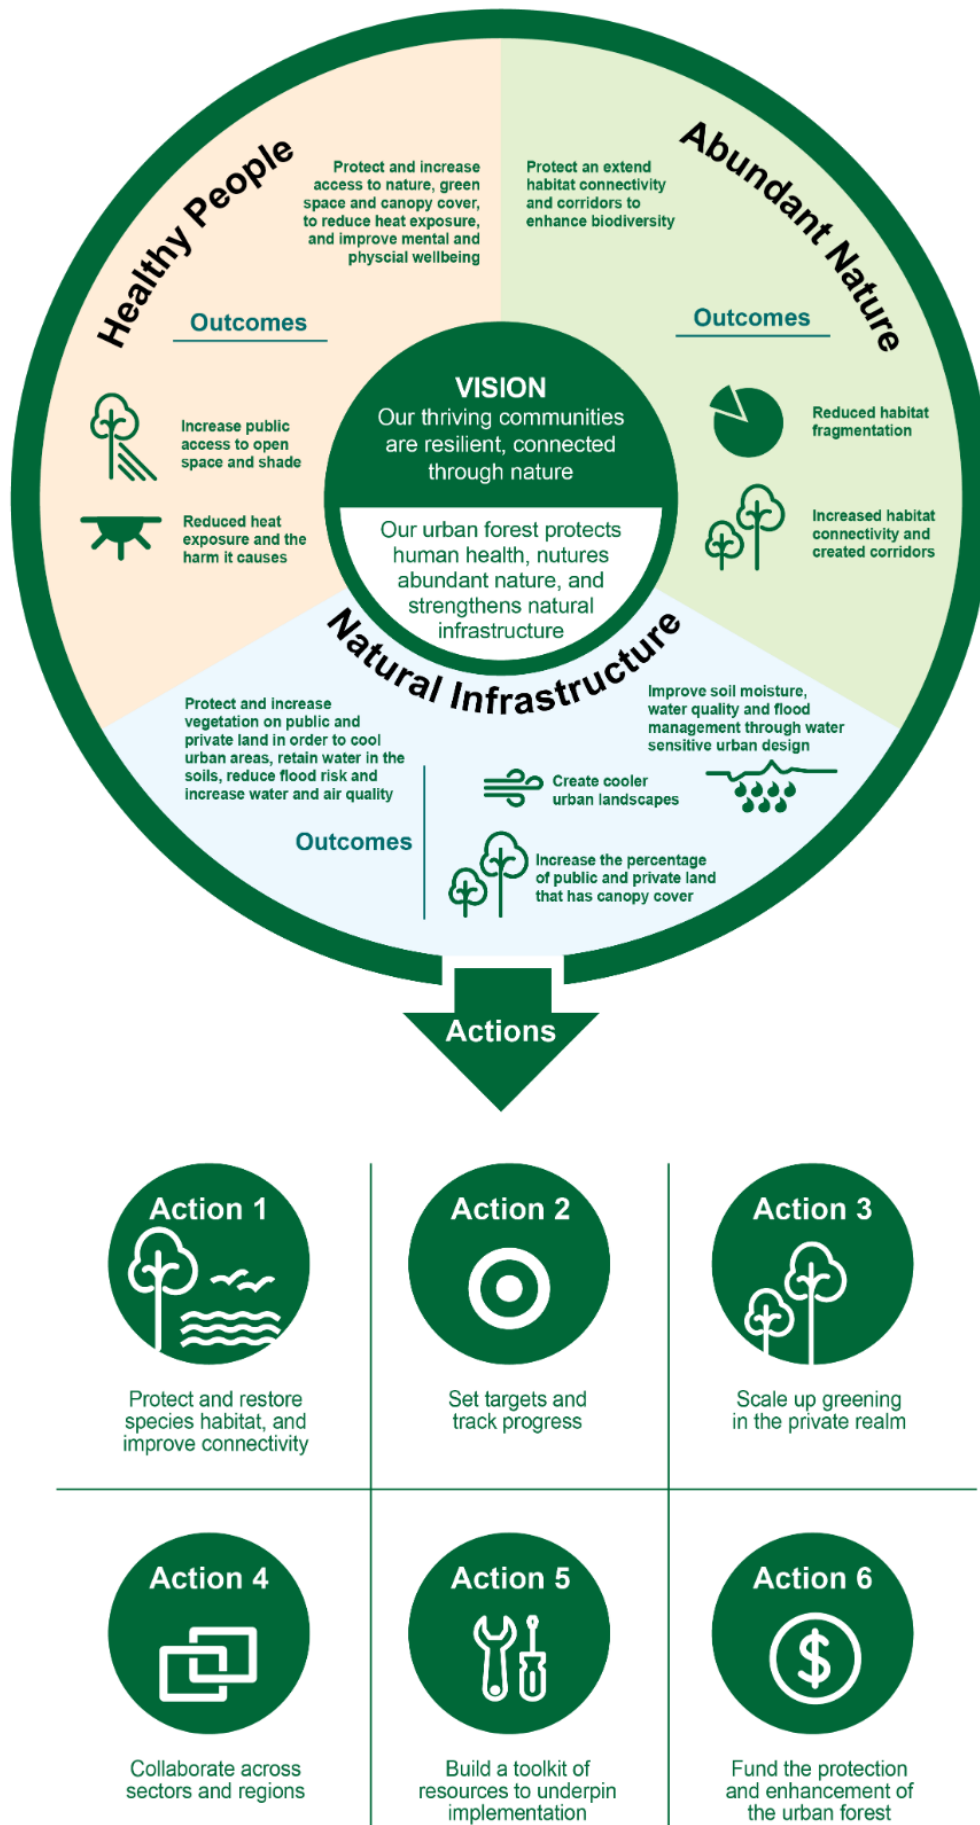 Healthy People
Protect and increase
access to nature, green
space and canopy cover,
to reduce heat exposure,
and improve mental and
physcial wellbeing
Outcomes
Increase public
access to open
space and shade
Reduced heat
exposure and the
harm it causes
Abundant Nature
Protect an extend
habitat connectivity
and corridors to
enhance biodiversity
Outcomes
Reduced habitat
fragmentation
Increased habitat
connectivity and
created corridors
VISION
Our thriving communities
are resilient, connected
through nature
Our urban forest protects
human health, nutures
abundant nature, and
strengthens natural
infrastructure
Natural Infrastructure
Protect and increase
vegetation on public and
private land in order to cool
urban areas, retain water in the
soils, reduce flood risk and
increase water and air quality
Outcomes
Improve soil moisture,
water quality and flood
management through water
sensitive urban design
Create cooler
urban landscapes
Increase the percentage
of public and private land
that has canopy cover
Actions
Action 1
Protect and restore
species habitat, and
improve connectivity
Action 2
Set targets and
track progress
Action 3
Scale up greening
in the private realm
Action 4
Collaborate across
sectors and regions
Action 5
Build a toolkit of
resources to underpin
implementation
Action 6
$
Fund the protection
and enhancement of
the urban forest